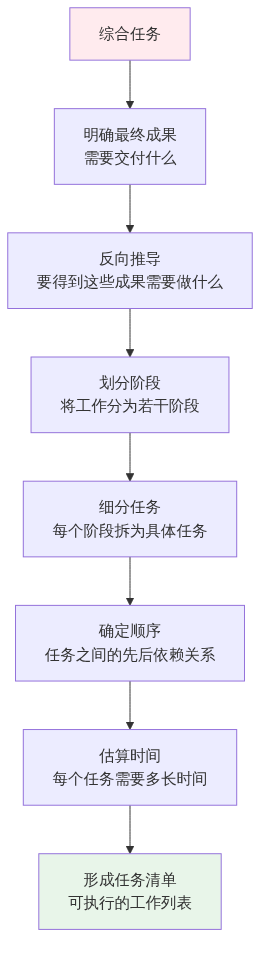 综合任务
明确最终成果
需要交付什么
反向推导
要得到这些成果需要做什么
划分阶段
将工作分为若干阶段
细分任务
每个阶段拆为具体任务
确定顺序
任务之间的先后依赖关系
估算时间
每个任务需要多长时间
形成任务清单
可执行的工作列表